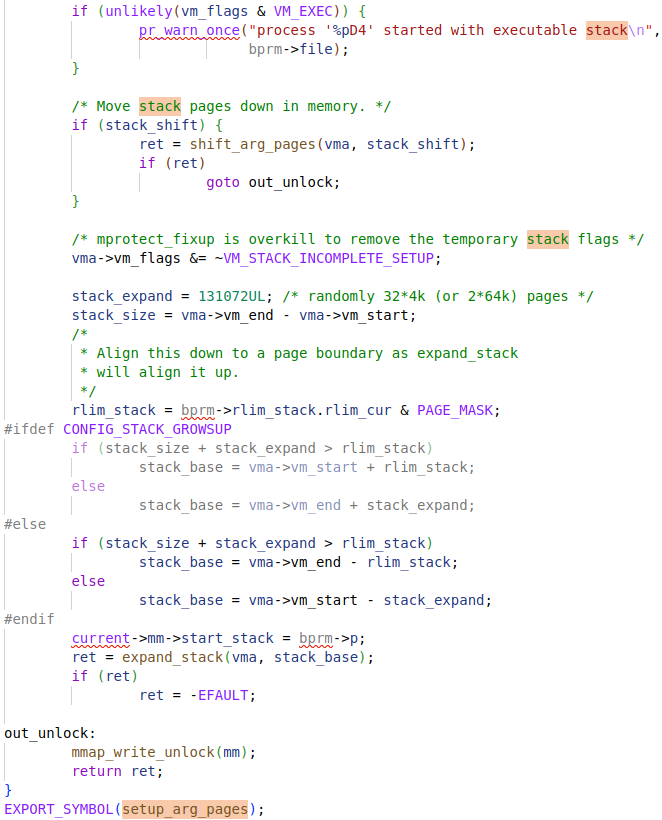 if (unlikely(vm_flags & VM_EXEC)) {
pr_warn_once("process '%pD4' started with executable stack\n",
bprm->file);
}
/* Move stack pages down in memory. */
if (stack_shift) {
ret = shift_arg_pages(vma, stack_shift);
if (ret)
goto out_unlock;
}
/* mprotect_fixup is overkill to remove the temporary stack flags */
vma->vm_flags &= ~VM_STACK_INCOMPLETE_SETUP;
stack_expand = 131072UL; /* randomly 32*4k (or 2*64k) pages */
stack_size = vma->vm_end - vma->vm_start;
/*
* Align this down to a page boundary as expand_stack
* will align it up.
*/
rlim_stack = bprm->rlim_stack.rlim_cur & PAGE_MASK;
#ifdef CONFIG_STACK_GROWSUP
if (stack_size + stack_expand > rlim_stack)
stack_base = vma->vm_start + rlim_stack;
else
stack_base = vma->vm_end + stack_expand;
#else
if (stack_size + stack_expand > rlim_stack)
stack_base = vma->vm_end - rlim_stack;
else
stack_base = vma->vm_start - stack_expand;
#endif
current->mm->start_stack = bprm->p;
ret = expand_stack(vma, stack_base);
if (ret)
ret = -EFAULT;
out_unlock:
mmap_write_unlock(mm);
return ret;
}
EXPORT_SYMBOL(setup_arg_pages);